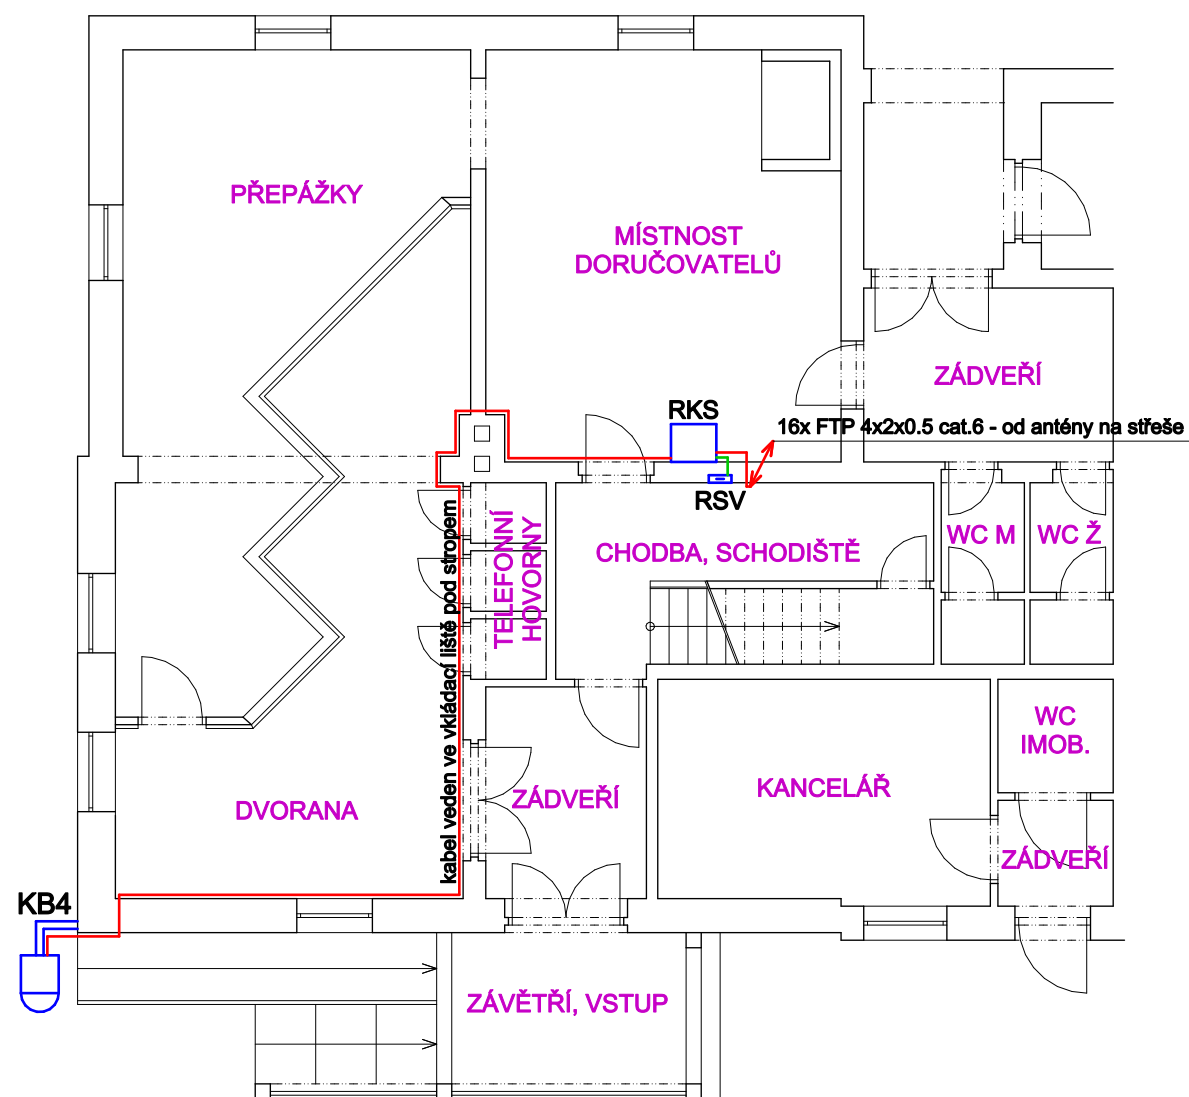 PŘEPÁŽKY
MÍSTNOST
DORUČOVATELŮ
ZÁDVEŘÍ
RKS
16x FTP 4x2x0.5 cat.6 - od antény na střeše
RSV
TELEFONNÍ
HOVORNY
CHODBA, SCHODIŠTĚ
WC M
WC Ž
kabel veden ve vkládací liště pod stropem
WC
IMOB.
KANCELÁŘ
ZÁDVEŘÍ
DVORANA
ZÁDVEŘÍ
KB4
ZÁVĚTŘÍ, VSTUP